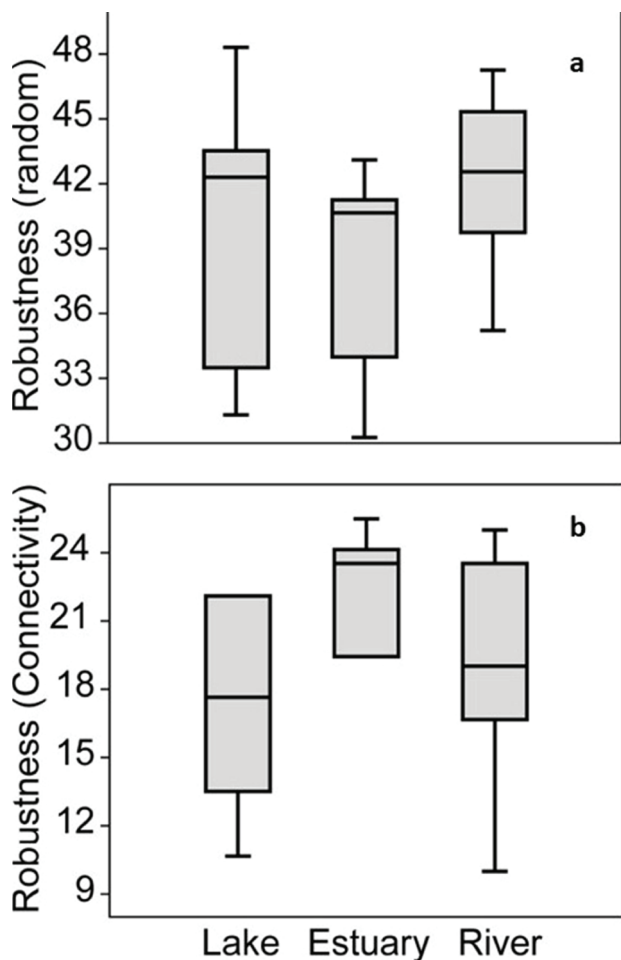 Robustness (random)
48
45
42
39
36
33
30
a
Robustness (Connectivity)
24
21
18
15
12
9
b
Lake Estuary River